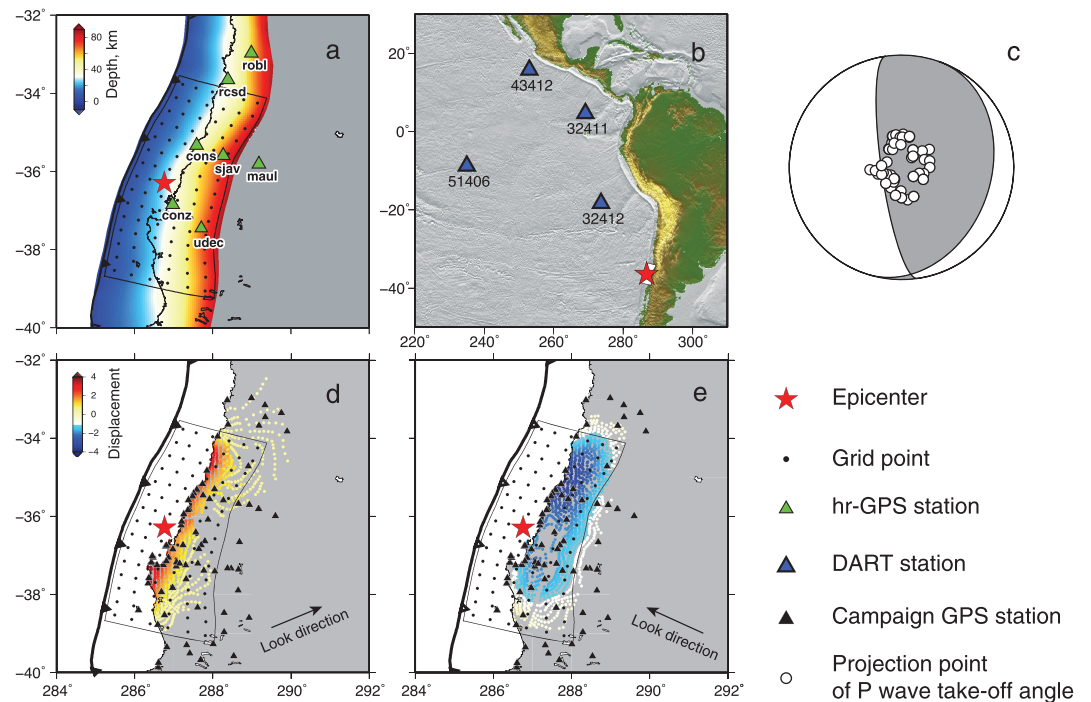 a
−32˚
−34˚
−36˚
−38˚
−40˚
80
40
0
Depth, km
robl
rcsd
cons
sjav
maul
conz
udec
b
20˚
0˚
−20˚
−40˚
43412
32411
51406
32412
220˚ 240˚ 260˚ 280˚ 300˚
c
d
−32˚
−34˚
−36˚
−38˚
−40˚
4
2
0
−2
−4
Displacement
Look direction
284˚ 286˚ 288˚ 290˚ 292˚
e
Look direction
284˚ 286˚ 288˚ 290˚ 292˚
Epicenter
Grid point
hr-GPS station
DART station
Campaign GPS station
Projection point
of P wave take-off angle